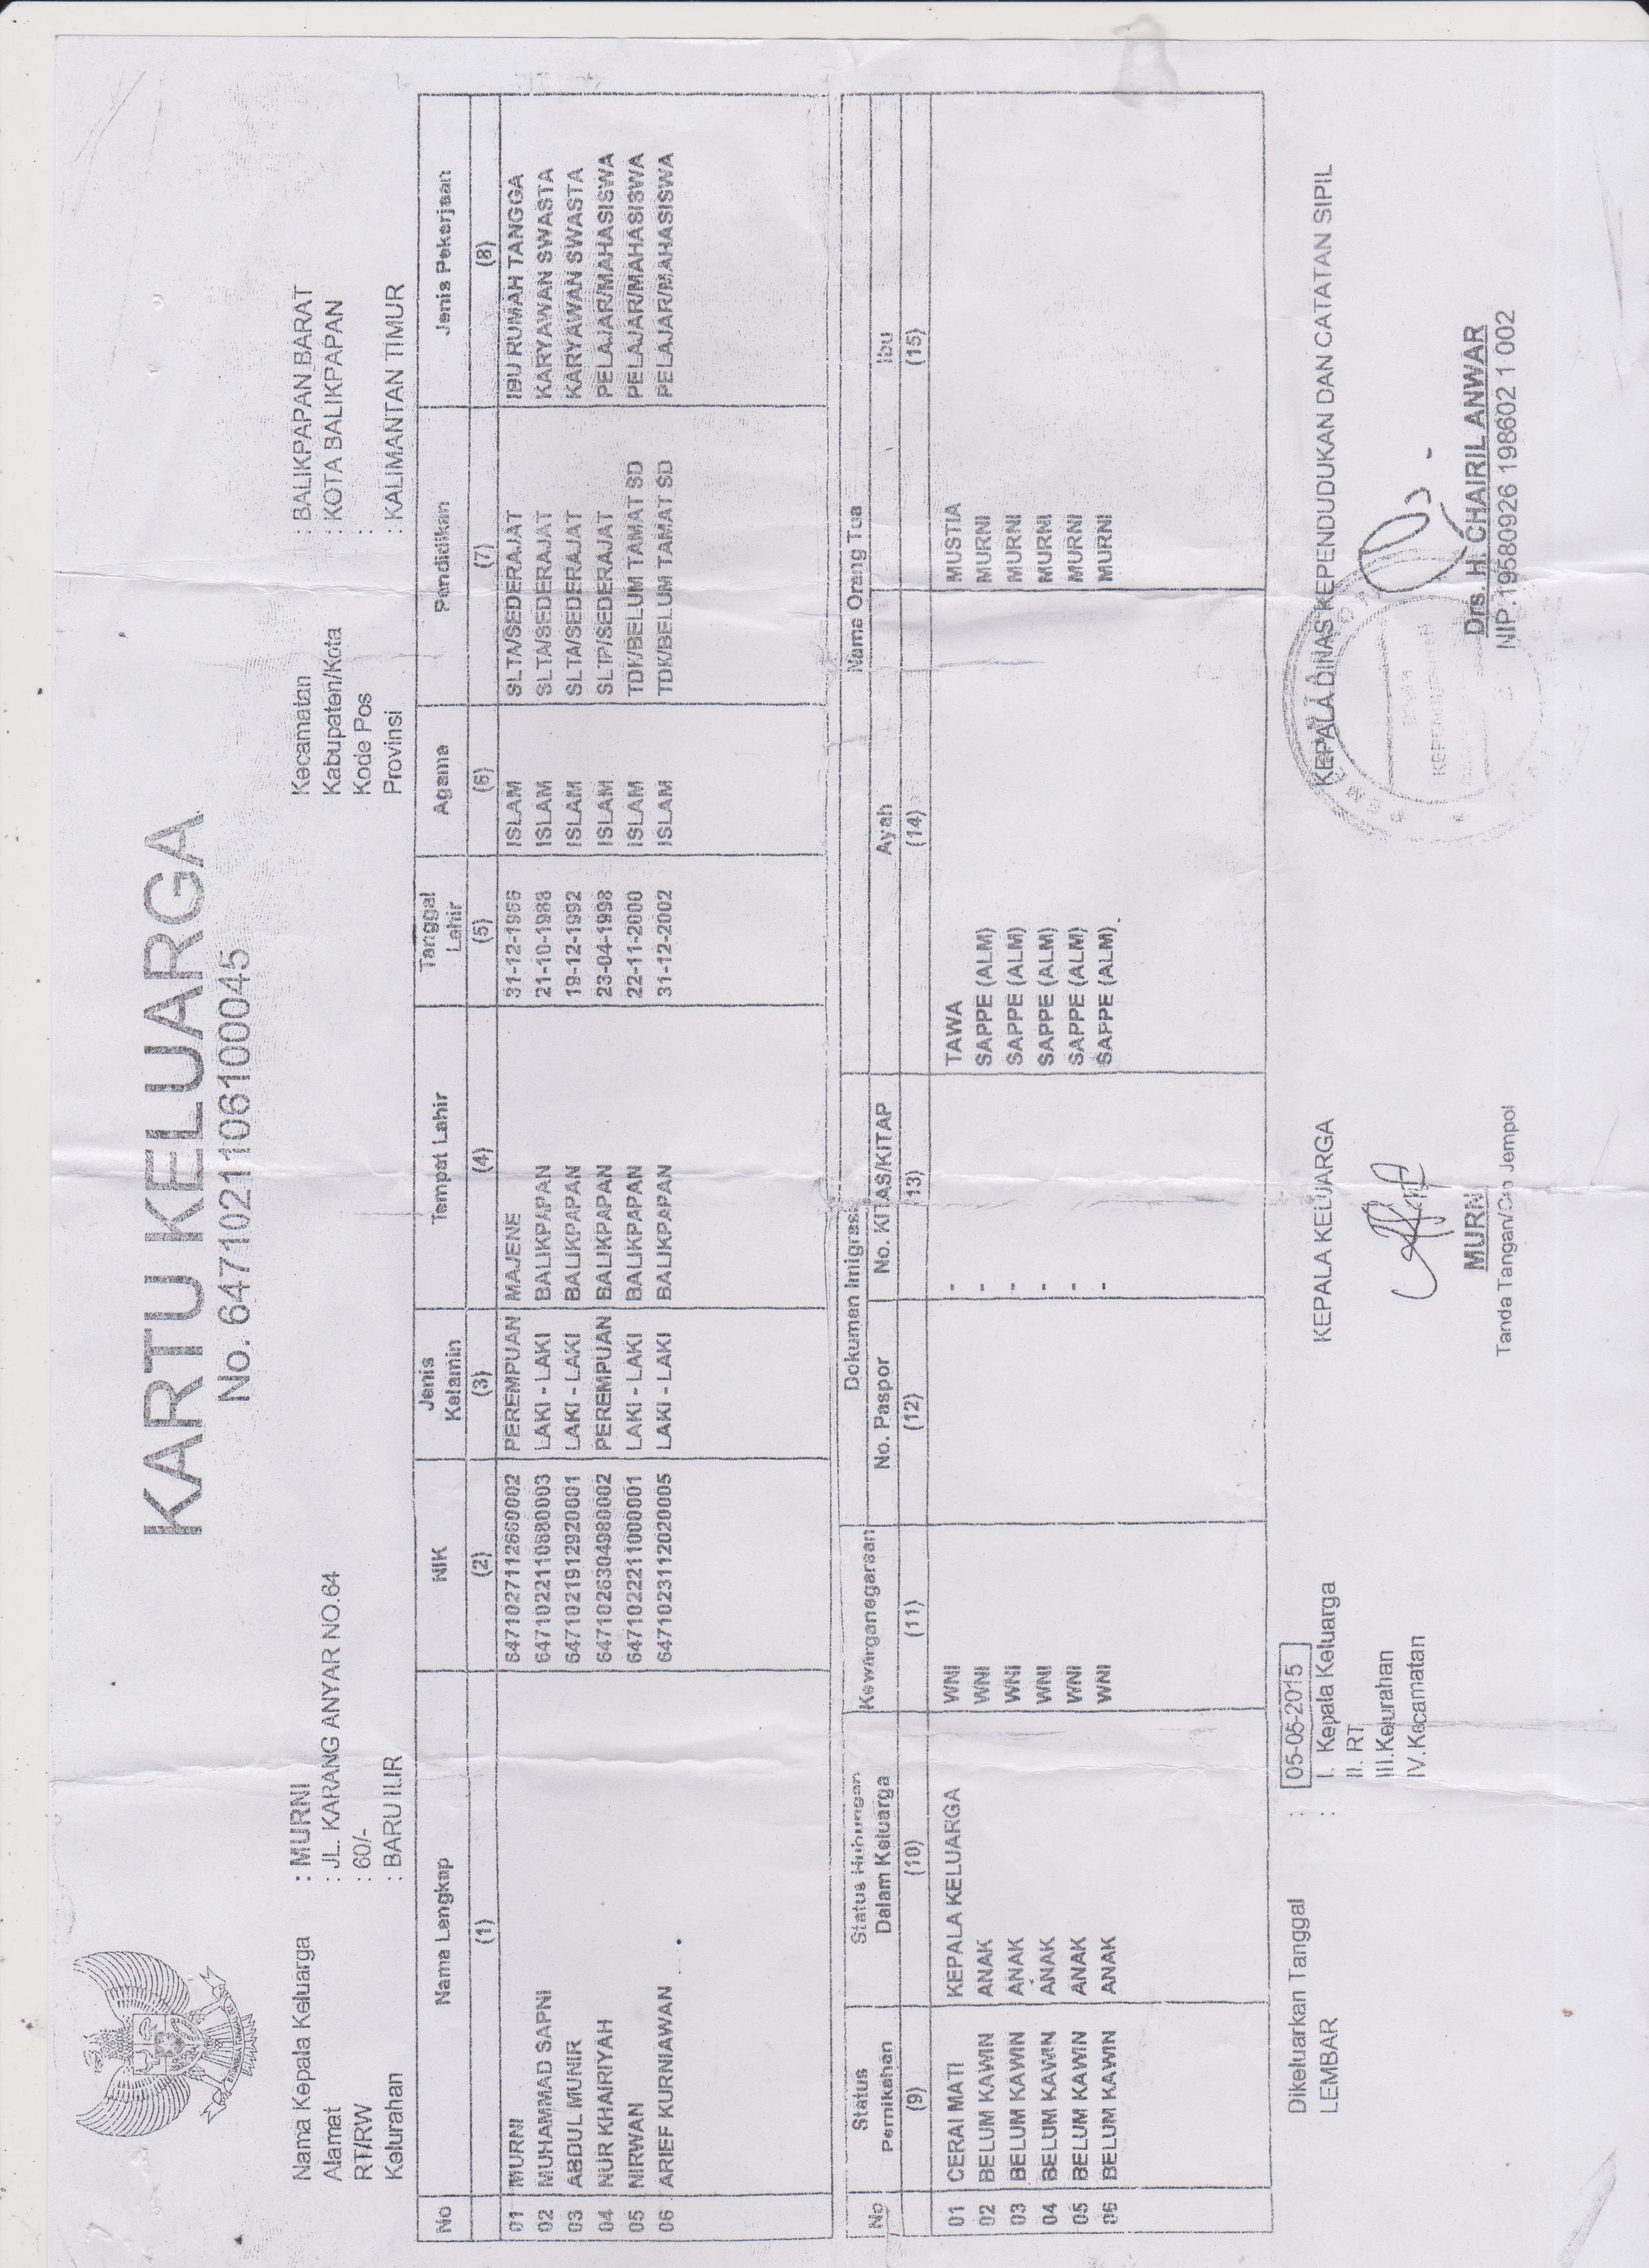 KARTU KELUARGA
No. 6471021106100045
Nama Kepala Keluarga : MURNI
Alamat : JL. KARANG ANYAR NO.64
RT/RW : 60/-
Kelurahan : BARU ILIR
Kecamatan : BALIKPAPAN BARAT
Kabupaten/Kota : KOTA BALIKPAPAN
Kode Pos :
Provinsi : KALIMANTAN TIMUR
No Nama Lengkap NIK Jenis Kelamin Tempat Lahir Tanggal Lahir Agama Pendidikan Jenis Pekerjaan
(1) (2) (3) (4) (5) (6) (7) (8)
01 MURNI 6471027112660002 PEREMPUAN MAJENE 31-12-1966 ISLAM SLTA/SEDERAJAT IBU RUMAH TANGGA
02 MUHAMMAD SAPNI 6471022110880003 LAKI - LAKI BALIKPAPAN 21-10-1988 ISLAM SLTA/SEDERAJAT KARYAWAN SWASTA
03 ABDUL MUNIR 6471021912920001 LAKI - LAKI BALIKPAPAN 19-12-1992 ISLAM SLTA/SEDERAJAT KARYAWAN SWASTA
04 NUR KHAIRIYAH 6471026304980002 PEREMPUAN BALIKPAPAN 23-04-1998 ISLAM SLTP/SEDERAJAT PELAJAR/MAHASISWA
05 NIRWAN 6471022211000001 LAKI - LAKI BALIKPAPAN 22-11-2000 ISLAM TDK/BELUM TAMAT SD PELAJAR/MAHASISWA
06 ARIEF KURNIAWAN 6471023112020005 LAKI - LAKI BALIKPAPAN 31-12-2002 ISLAM TDK/BELUM TAMAT SD PELAJAR/MAHASISWA
No Status Pernikahan Status Hubungan Dalam Keluarga Kewarganegaraan Dokumen Imigrasi Nama Orang Tua
No. Paspor No. KITAS/KITAP Ayah Ibu
(9) (10) (11) (12) (13) (14) (15)
01 CERAI MATI KEPALA KELUARGA WNI - TAWA MUSTIA
02 BELUM KAWIN ANAK WNI - SAPPE (ALM) MURNI
03 BELUM KAWIN ANAK WNI - SAPPE (ALM) MURNI
04 BELUM KAWIN ANAK WNI - SAPPE (ALM) MURNI
05 BELUM KAWIN ANAK WNI - SAPPE (ALM) MURNI
06 BELUM KAWIN ANAK WNI - SAPPE (ALM) MURNI
Dikeluarkan Tanggal : 05-05-2015
LEMBAR : I. Kepala Keluarga
II. RT
III.Kelurahan
IV.Kecamatan
KEPALA KELUARGA
MURNI
Tanda Tangan/Cap Jempol
KEPALA DINAS KEPENDUDUKAN DAN CATATAN SIPIL
Drs. H. CHAIRIL ANWAR
NIP.19580926 198602 1 002